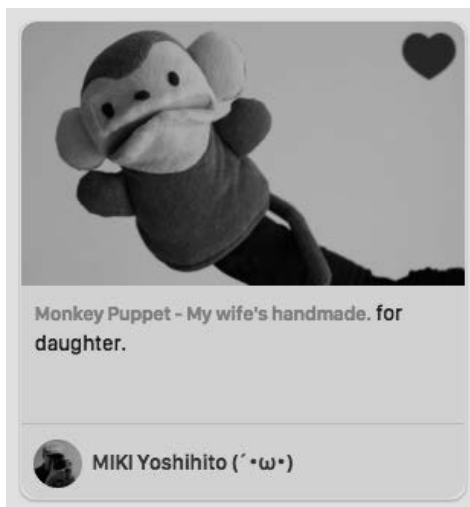 Monkey Puppet - My wife's handmade. for
daughter.
MIKI Yoshihito (´・ω・)